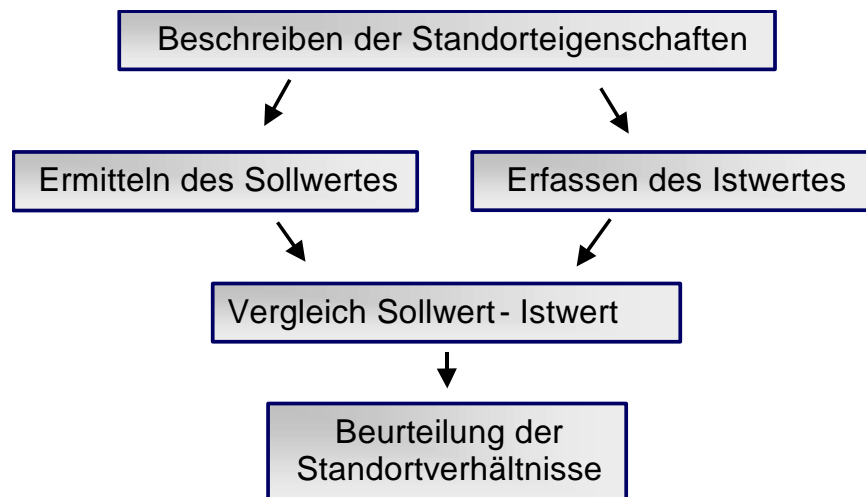 Beschreiben der Standorteigenschaften
Ermitteln des Sollwertes
Erfassen des Istwertes
Vergleich Sollwert - Istwert
Beurteilung der
Standortverhältnisse